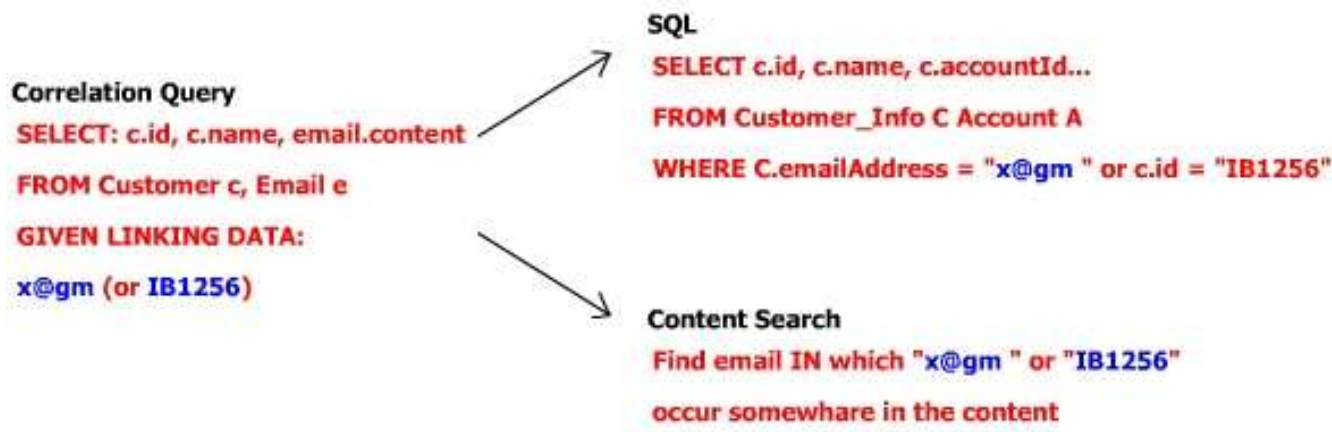 Correlation Query
SELECT: c.id, c.name, email.content
FROM Customer c, Email e
GIVEN LINKING DATA:
x@gm (or IB1256)
SQL
SELECT c.id, c.name, c.accountId...
FROM Customer_Info C Account A
WHERE C.emailAddress = "x@gm " or c.id = "IB1256"
Content Search
Find email IN which "x@gm " or "IB1256"
occur somewhare in the content